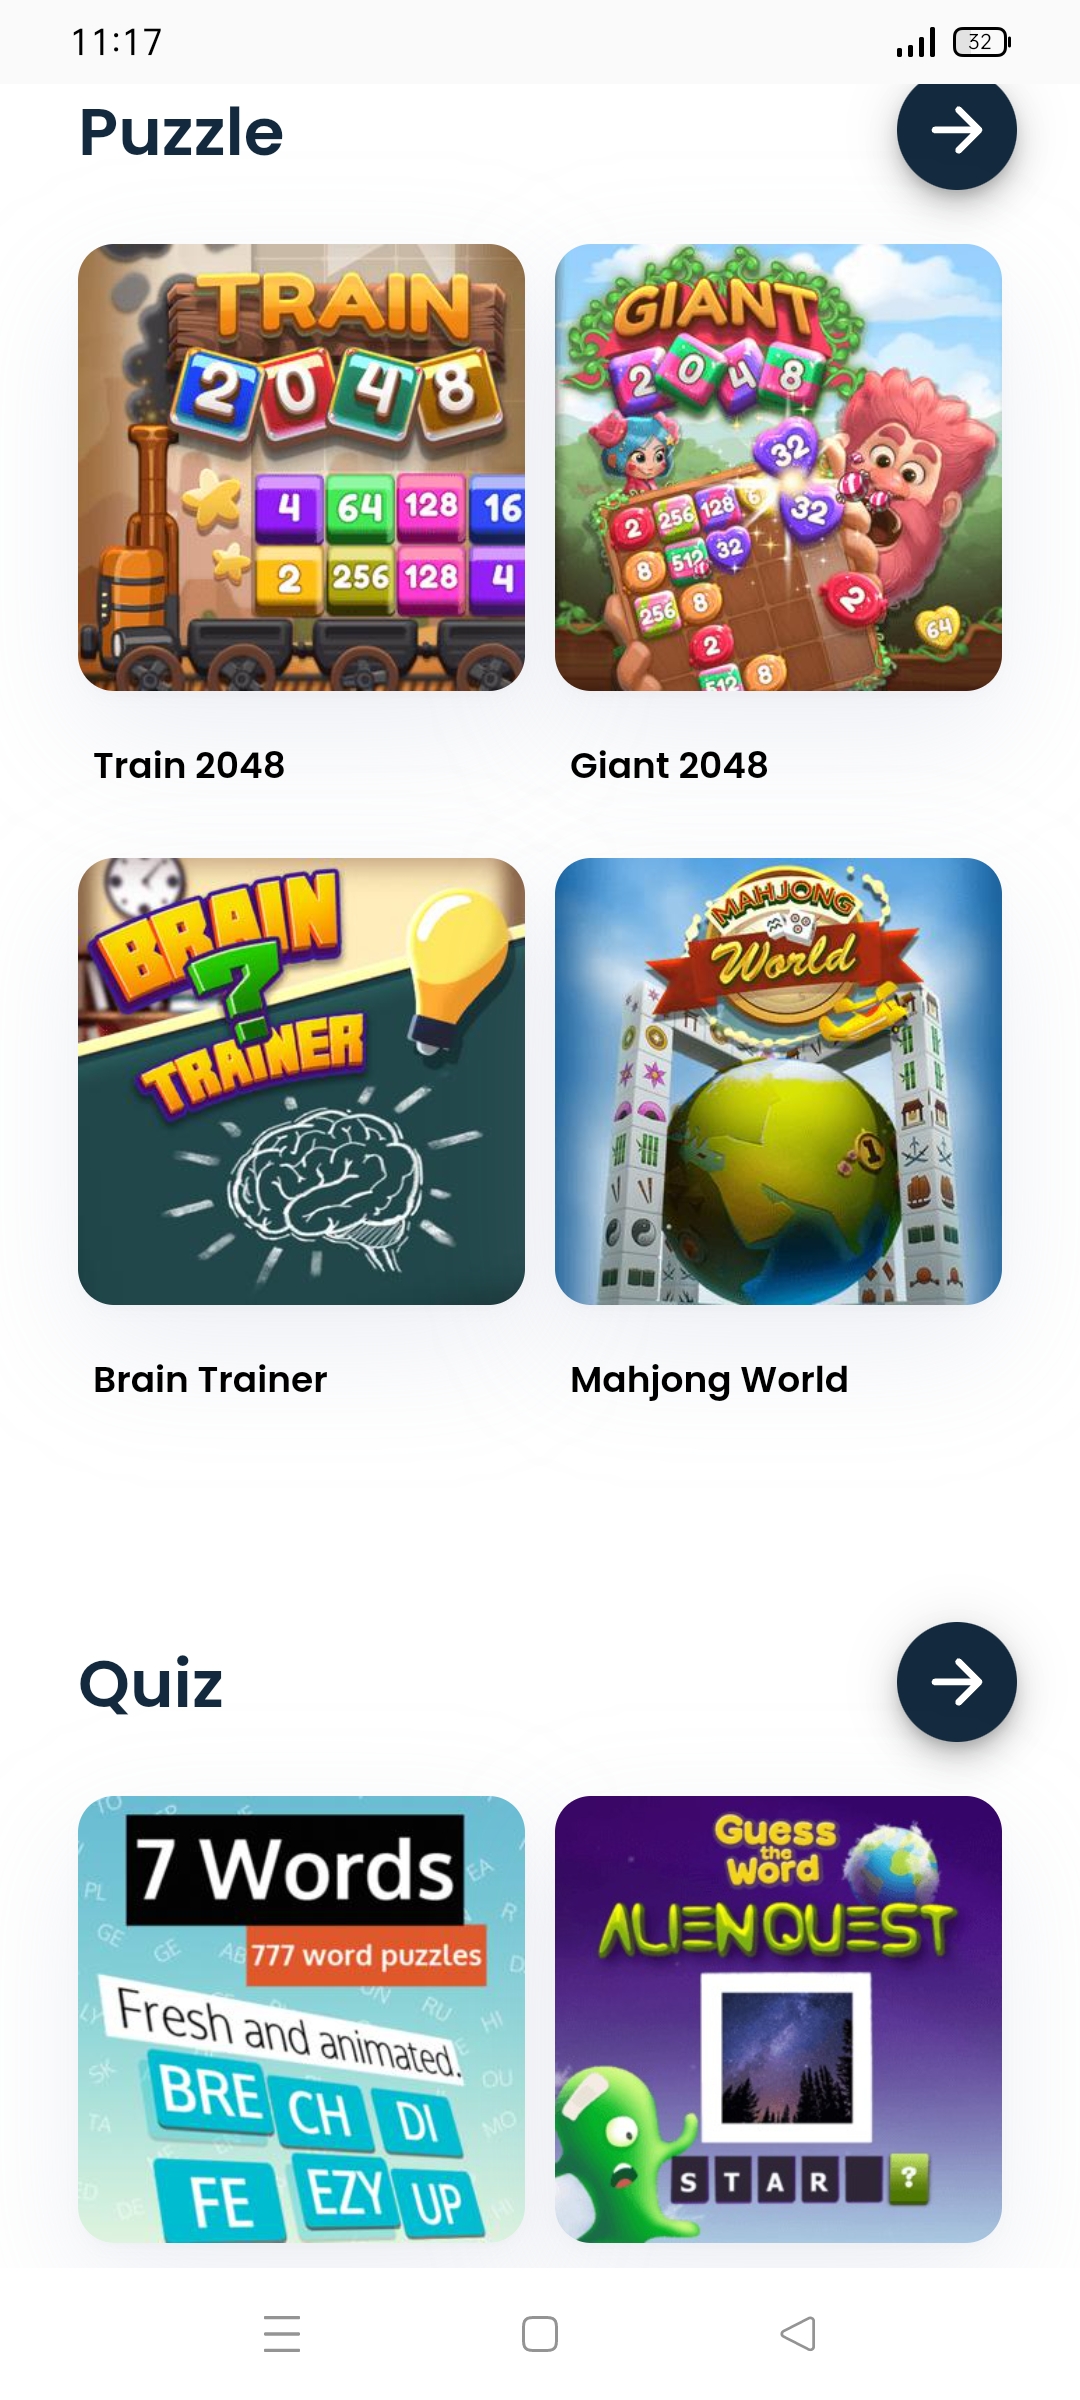 11:17
32
Puzzle
TRAIN
2048
4 64 128 16
2 256 128 4
GIANT
2048
32
32
2 256 128
8 512 32
256 8
2
2
64
512 8
Train 2048
Giant 2048
BRAIN
?
TRAINER
MAHJONG
World
1
Brain Trainer
Mahjong World
Quiz
7 Words
777 word puzzles
Fresh and animated.
BRE CH DI
FE EZY UP
Guess
the
Word
ALIEN QUEST
STAR ?